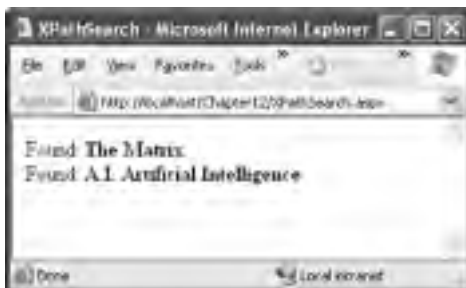 XPathSearch - Microsoft Internet Explorer
File Edit View Favorites Tools »
Address http://localhost/Chapter12/XPathSearch.aspx
Found: The Matrix
Found: A.I. Artificial Intelligence
Done Local intranet